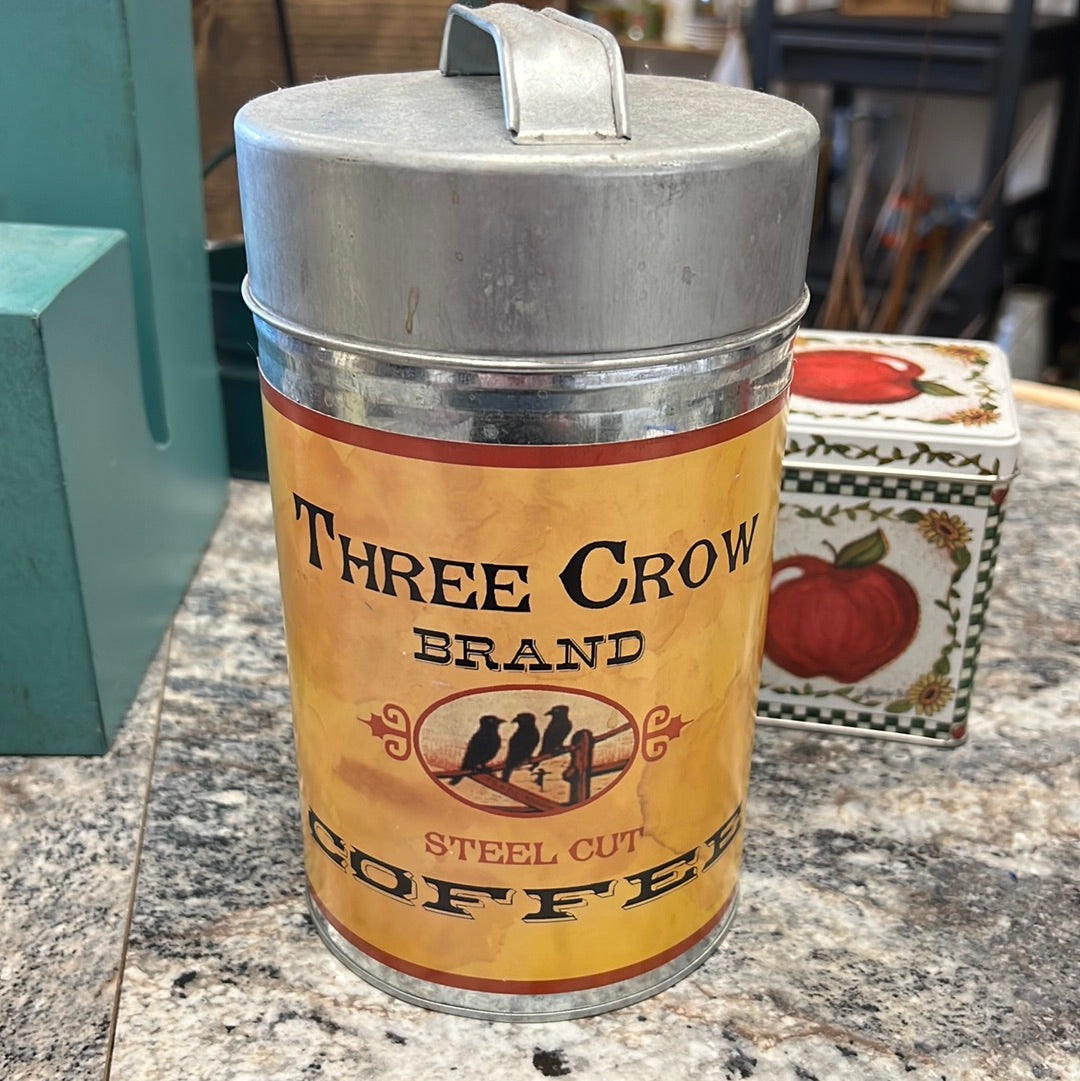 THREE CROW
BRAND
STEEL CUT
COFFEE